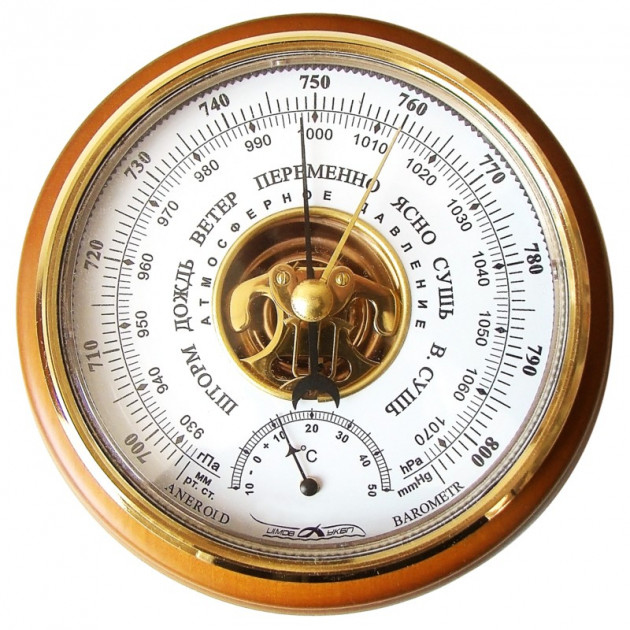 700 710 720 730 740 750 760 770 780 790 800
930 940 950 960 970 980 990 1000 1010 1020 1030 1040 1050 1060 1070
ШТОРМ ДОЖДЬ ВЕТЕР ПЕРЕМЕННО ЯСНО СУШЬ В. СУШЬ
АТМОСФЕРНОЕ ДАВЛЕНИЕ
гПа
мм
рт. ст.
hPa
mmHg
10 - 0 + 10 20 30 40 50
°C
ANEROID
BAROMETR